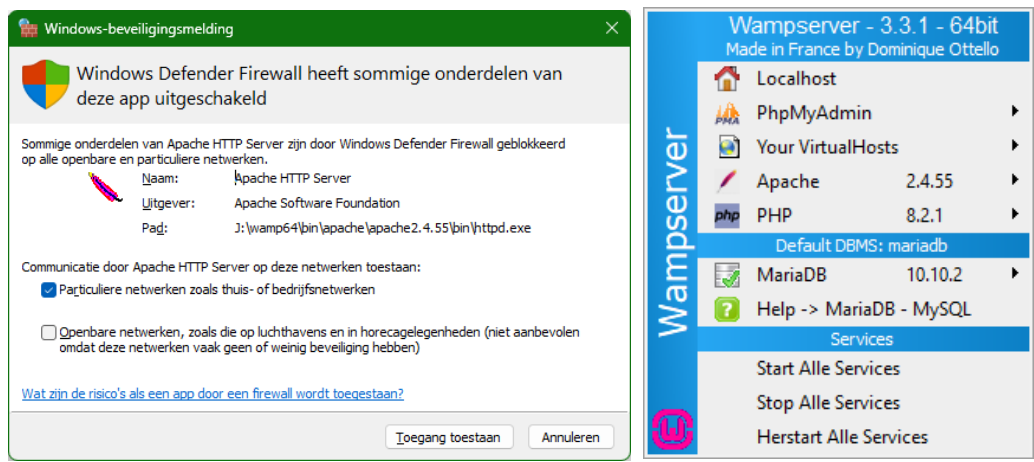 Windows-beveiligingsmelding
Windows Defender Firewall heeft sommige onderdelen van
deze app uitgeschakeld
Sommige onderdelen van Apache HTTP Server zijn door Windows Defender Firewall geblokkeerd
op alle openbare en particuliere netwerken.
Naam: Apache HTTP Server
Uitgever: Apache Software Foundation
Pad: J:\wamp64\bin\apache\apache2.4.55\bin\httpd.exe
Communicatie door Apache HTTP Server op deze netwerken toestaan:
Particuliere netwerken zoals thuis- of bedrijfsnetwerken
Openbare netwerken, zoals die op luchthavens en in horecagelegenheden (niet aanbevolen
omdat deze netwerken vaak geen of weinig beveiliging hebben)
Wat zijn de risico's als een app door een firewall wordt toegestaan?
Toegang toestaan Annuleren
Wampserver
Wampserver - 3.3.1 - 64bit
Made in France by Dominique Ottello
Localhost
PMA PhpMyAdmin
Your VirtualHosts
Apache 2.4.55
php PHP 8.2.1
Default DBMS: mariadb
MariaDB 10.10.2
? Help -> MariaDB - MySQL
Services
Start Alle Services
Stop Alle Services
Herstart Alle Services